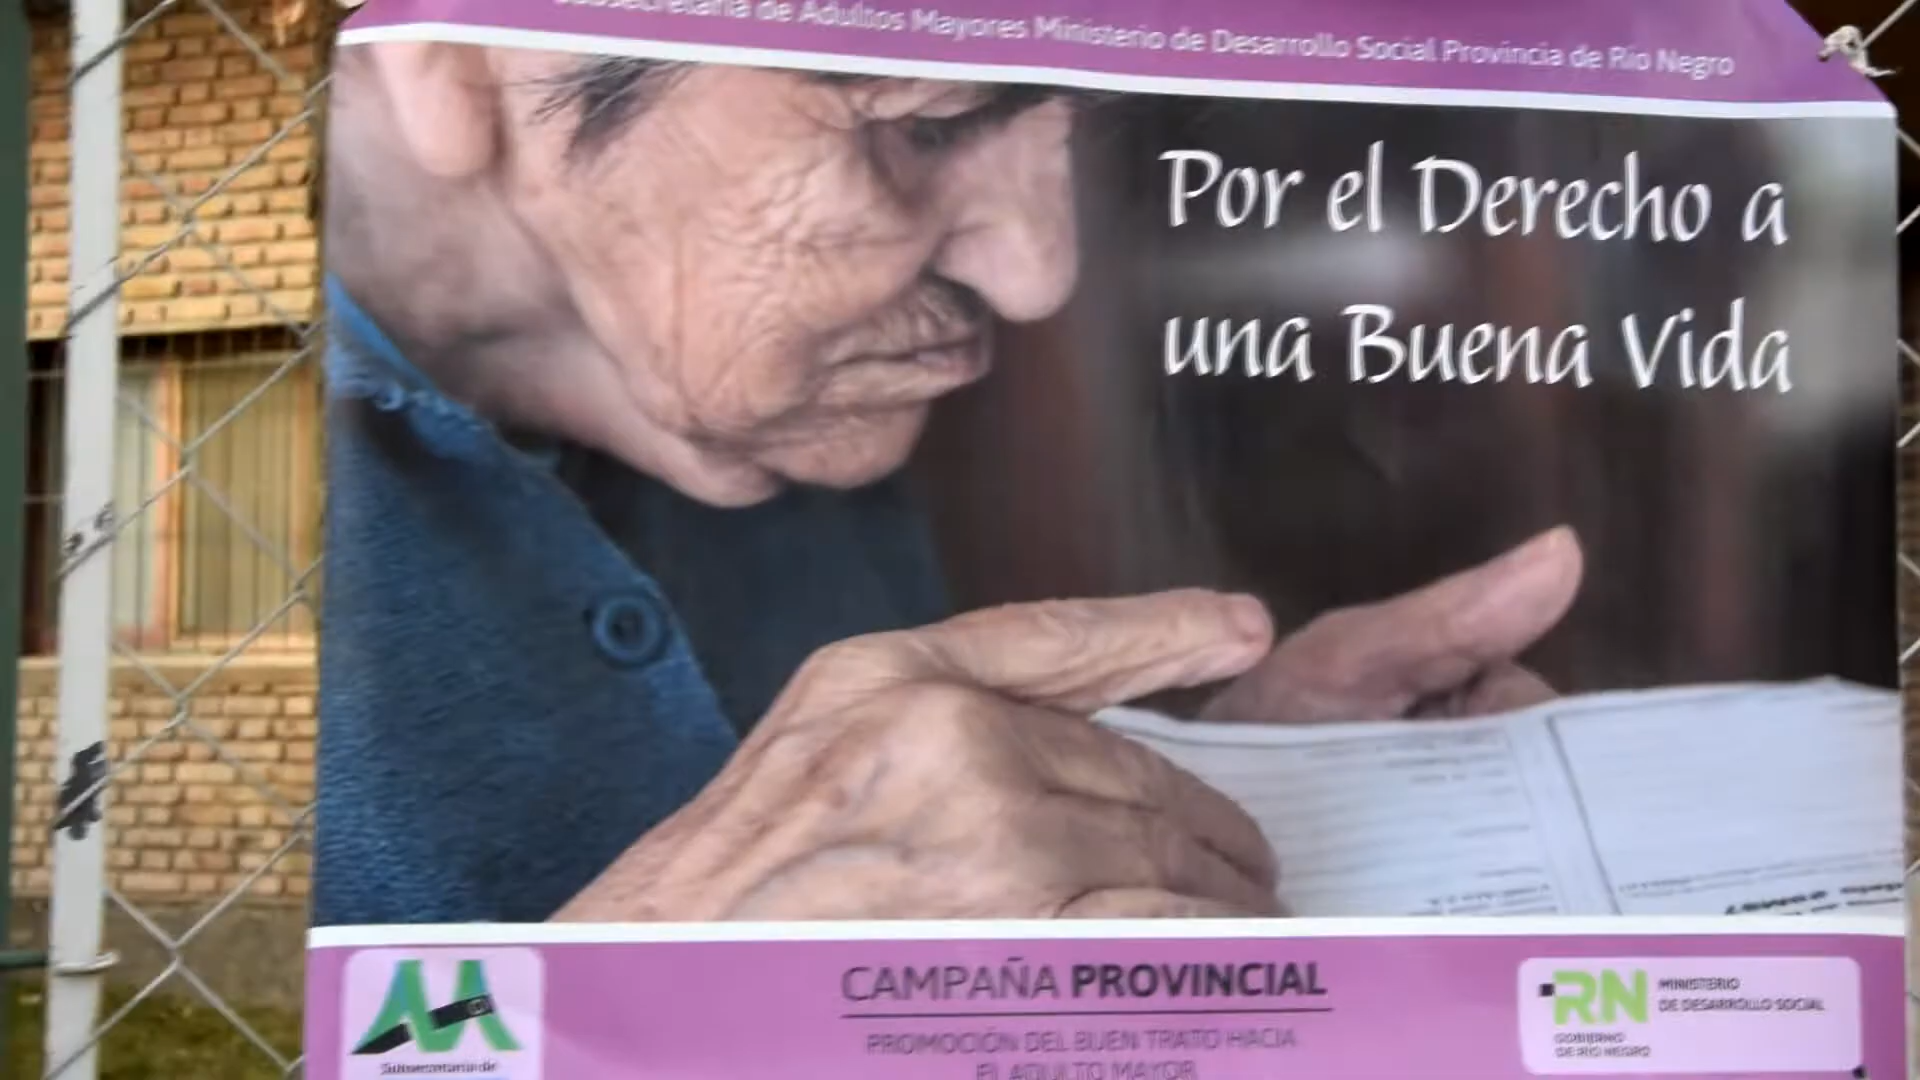 Subsecretaría de Adultos Mayores Ministerio de Desarrollo Social Provincia de Río Negro
Por el Derecho a
una Buena Vida
CAMPAÑA PROVINCIAL
PROMOCIÓN DEL BUEN TRATO HACIA
EL ADULTO MAYOR
Subsecretaría de
RN
GOBIERNO
DE RÍO NEGRO
MINISTERIO
DE DESARROLLO SOCIAL